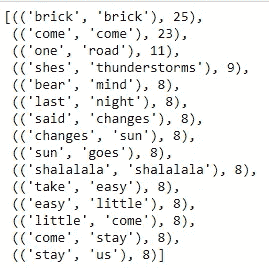 [(('brick', 'brick'), 25),
(('come', 'come'), 23),
(('one', 'road'), 11),
(('shes', 'thunderstorms'), 9),
(('bear', 'mind'), 8),
(('last', 'night'), 8),
(('said', 'changes'), 8),
(('changes', 'sun'), 8),
(('sun', 'goes'), 8),
(('shalalala', 'shalalala'), 8),
(('take', 'easy'), 8),
(('easy', 'little'), 8),
(('little', 'come'), 8),
(('come', 'stay'), 8),
(('stay', 'us'), 8)]